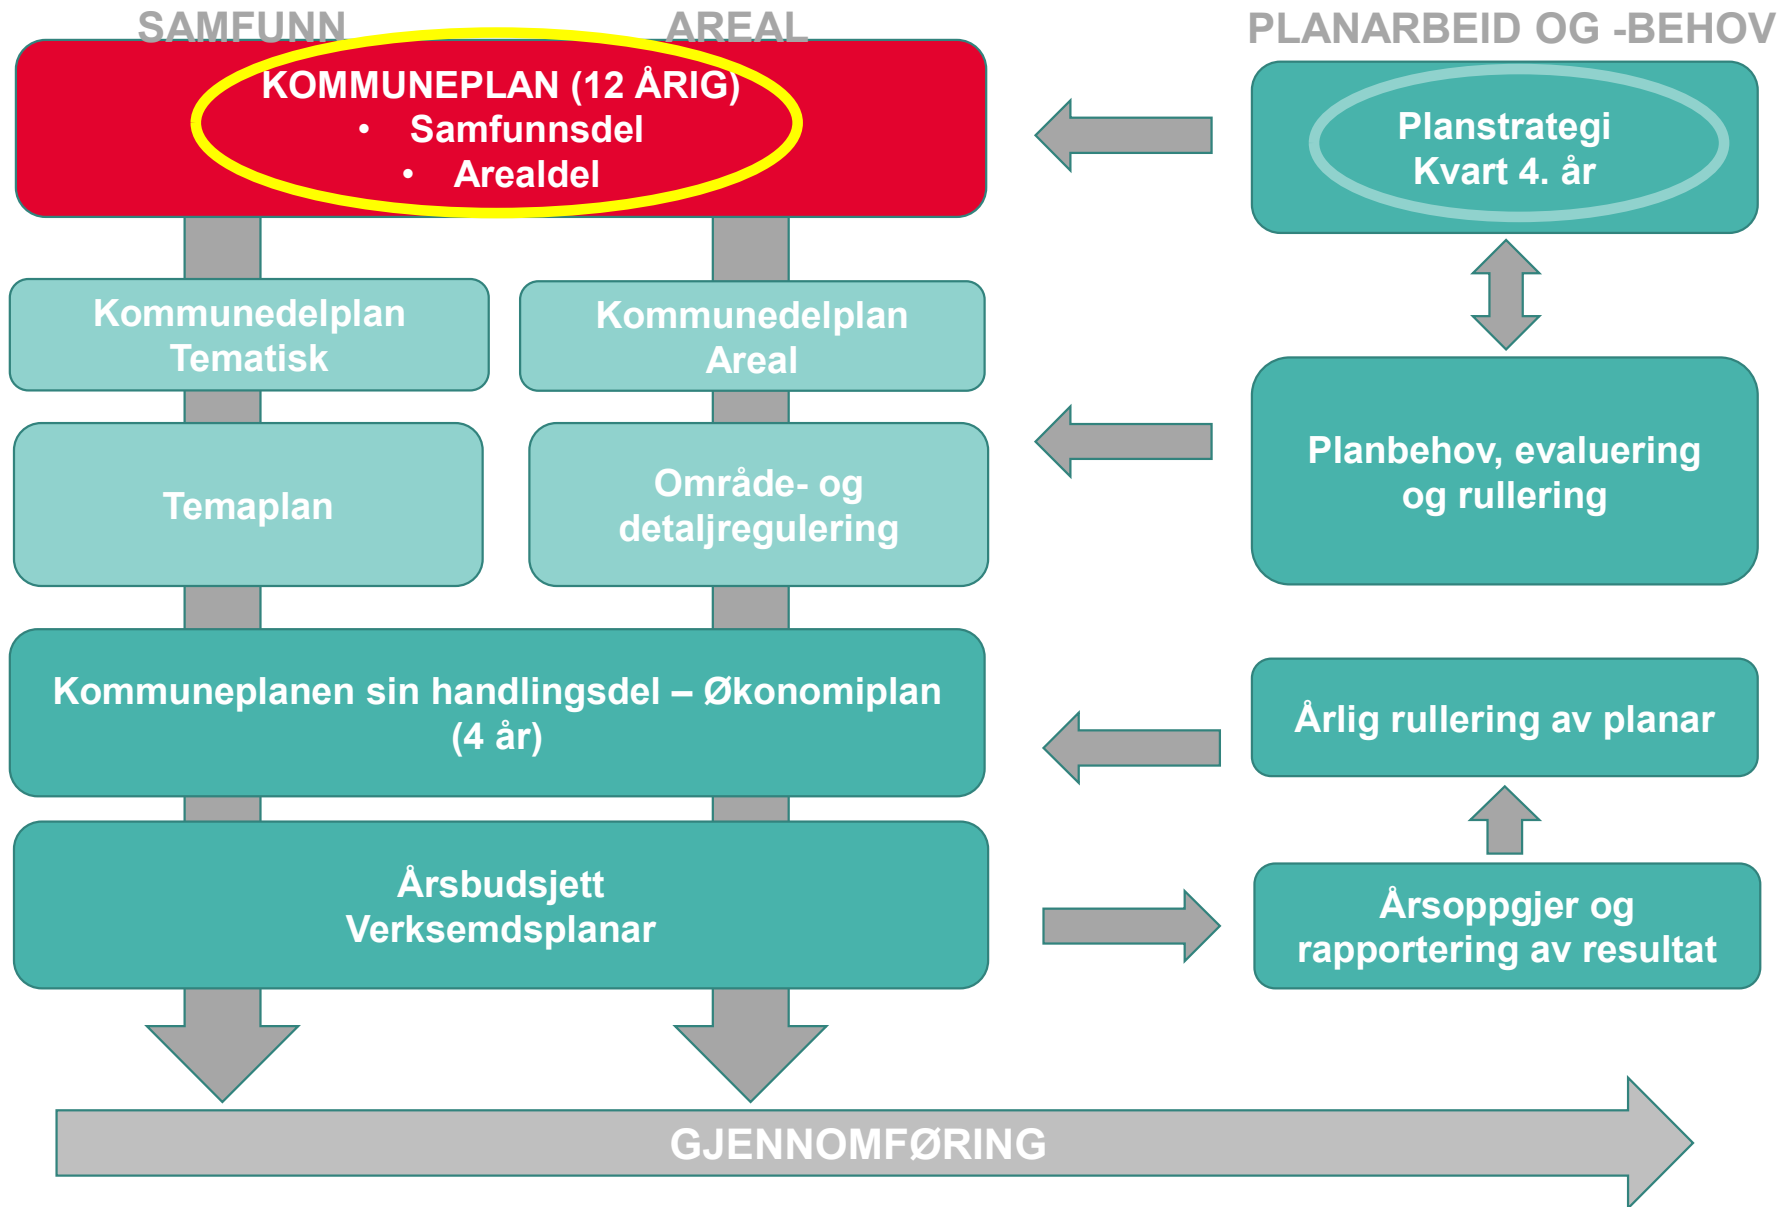 SAMFUNN
AREAL
PLANARBEID OG -BEHOV
KOMMUNEPLAN (12 ÅRIG)
• Samfunnsdel
• Arealdel
Planstrategi
Kvart 4. år
Kommunedelplan
Tematisk
Kommunedelplan
Areal
Temaplan
Område- og
detaljregulering
Planbehov, evaluering
og rullering
Kommuneplanen sin handlingsdel – Økonomiplan
(4 år)
Årlig rullering av planar
Årsbudsjett
Verksemdsplanar
Årsoppgjer og
rapportering av resultat
GJENNOMFØRING